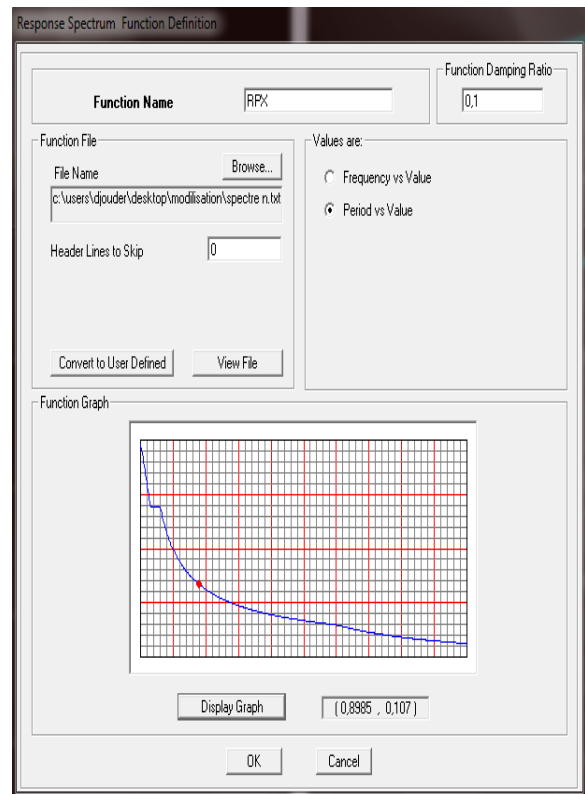 Response Spectrum Function Definition
Function Name
RPX
Function Damping Ratio
0,1
Function File
File Name
Browse...
c:\users\djouder\desktop\modilisation\spectre n.txt
Header Lines to Skip
0
Convert to User Defined
View File
Values are:
Frequency vs Value
Period vs Value
Function Graph
Display Graph
( 0,8985 , 0,107 )
OK
Cancel